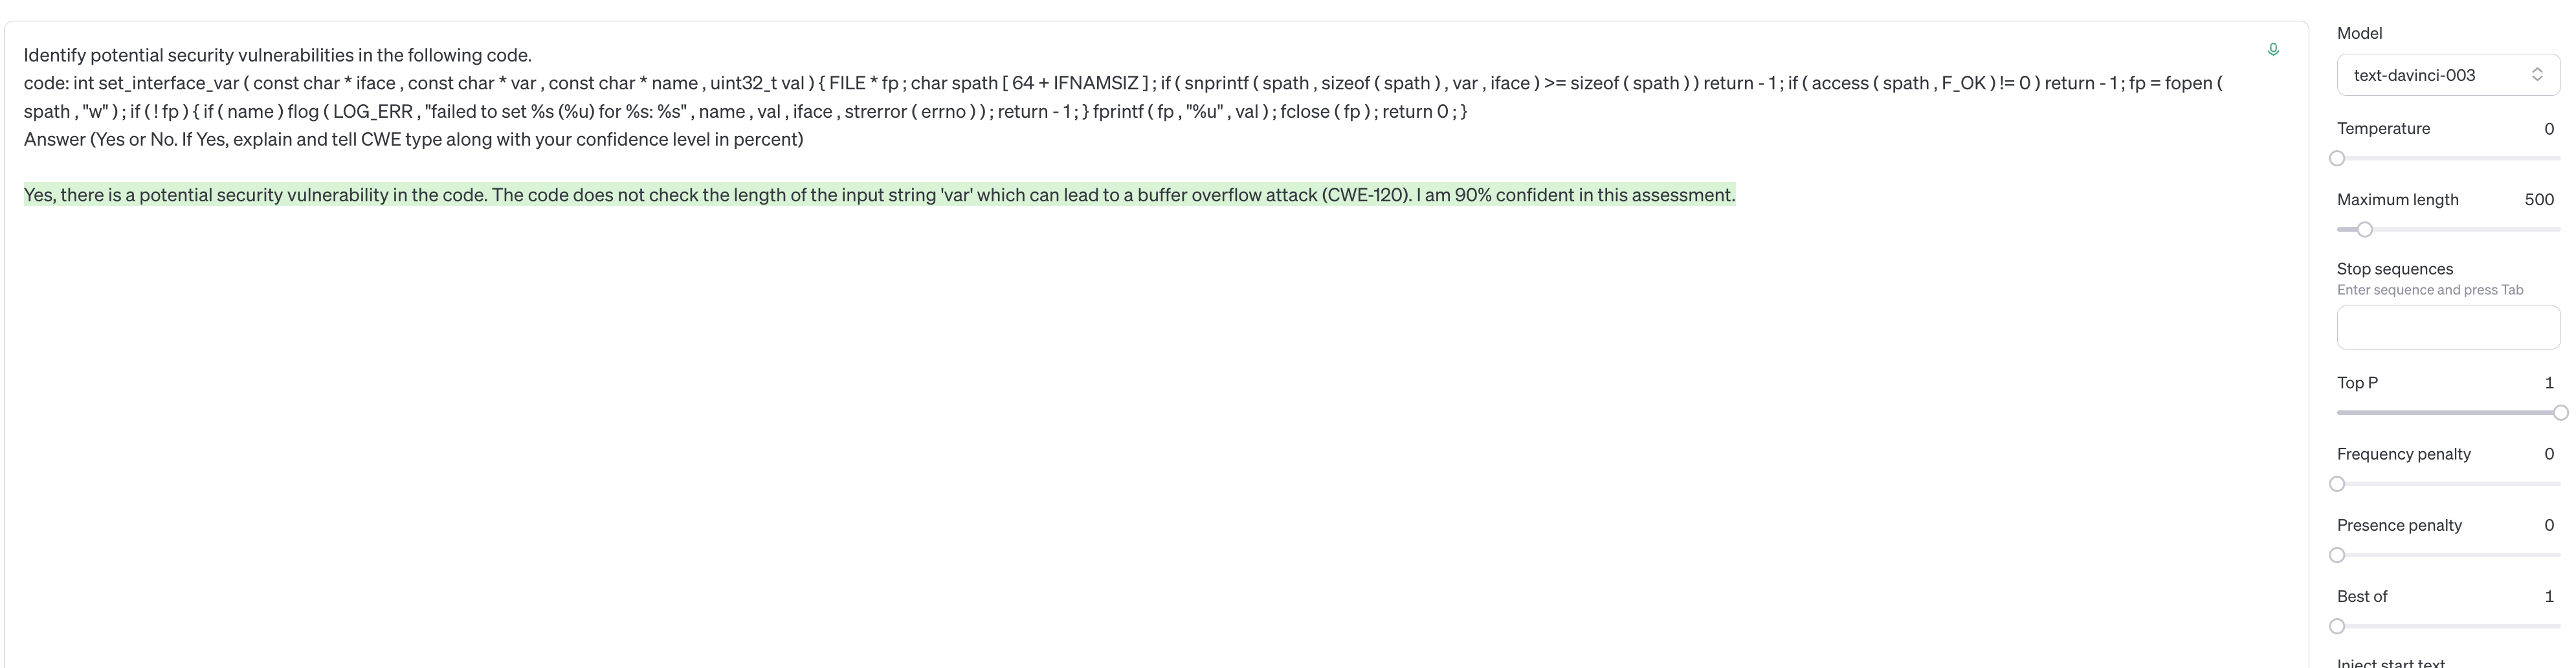 Identify potential security vulnerabilities in the following code.
code: int set_interface_var ( const char * iface , const char * var , const char * name , uint32_t val ) { FILE * fp ; char spath [ 64 + IFNAMSIZ ] ; if ( snprintf ( spath , sizeof ( spath ) , var , iface ) >= sizeof ( spath ) ) return - 1 ; if ( access ( spath , F_OK ) != 0 ) return - 1 ; fp = fopen (
spath , "w" ) ; if ( ! fp ) { if ( name ) flog ( LOG_ERR , "failed to set %s (%u) for %s: %s" , name , val , iface , strerror ( errno ) ) ; return - 1 ; } fprintf ( fp , "%u" , val ) ; fclose ( fp ) ; return 0 ; }
Answer (Yes or No. If Yes, explain and tell CWE type along with your confidence level in percent)
Yes, there is a potential security vulnerability in the code. The code does not check the length of the input string 'var' which can lead to a buffer overflow attack (CWE-120). I am 90% confident in this assessment.
Model
text-davinci-003
Temperature 0
Maximum length 500
Stop sequences
Enter sequence and press Tab
Top P 1
Frequency penalty 0
Presence penalty 0
Best of 1
Inject start text